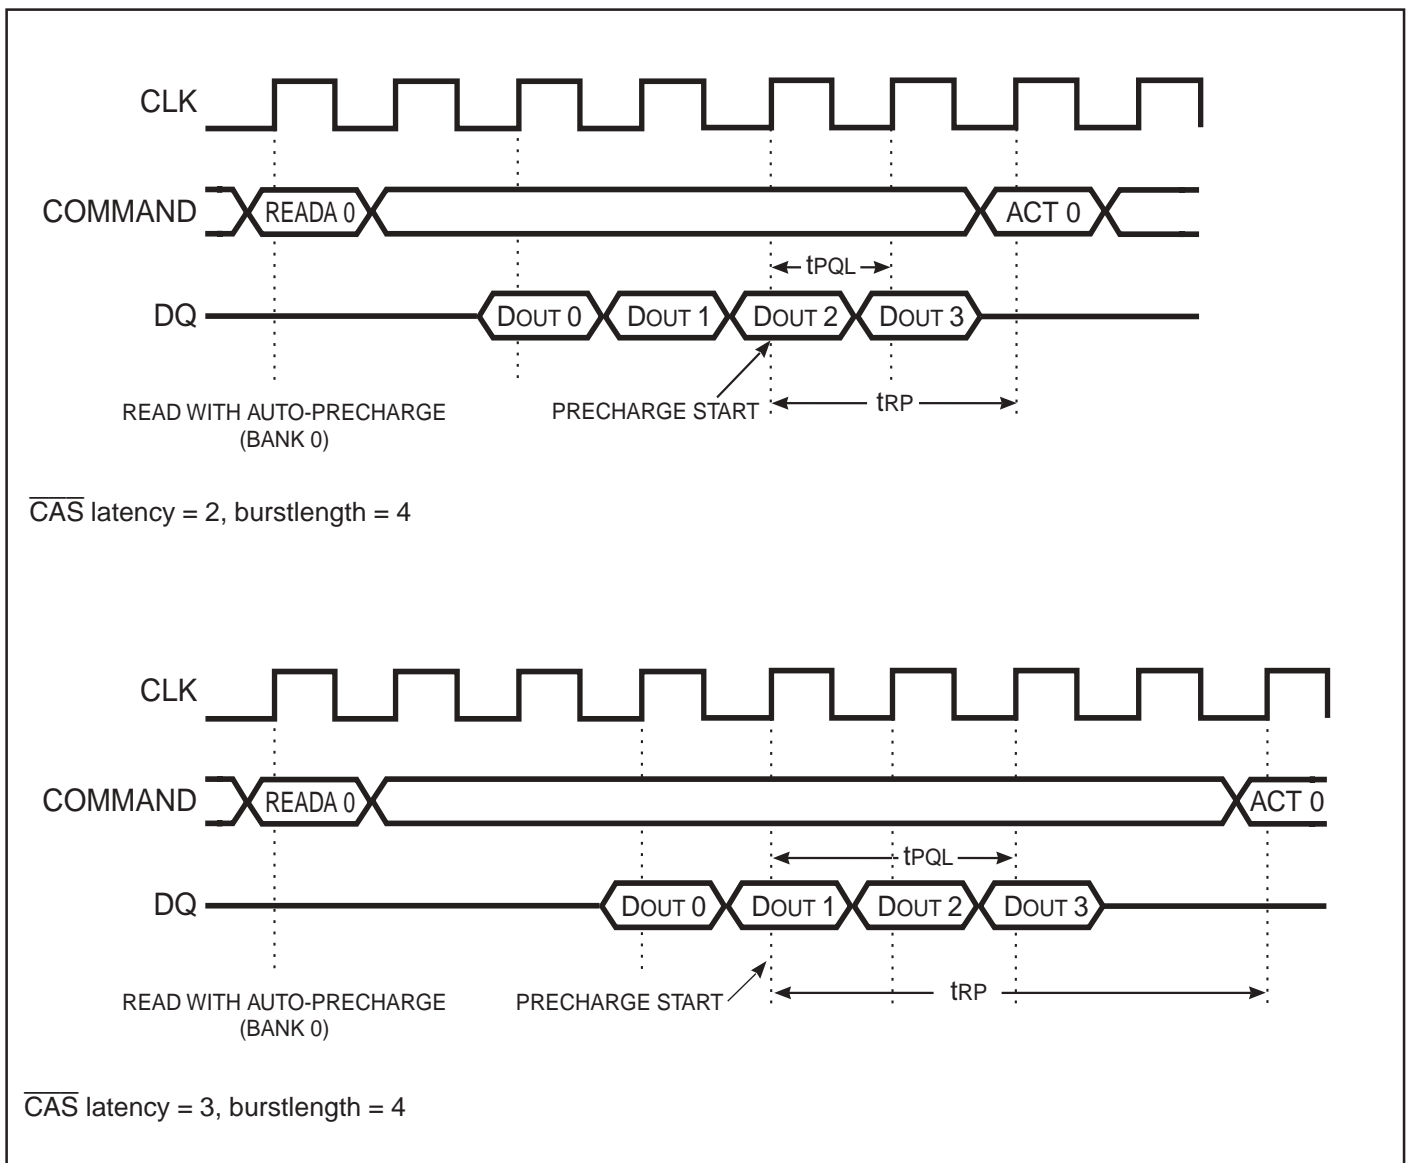 CLK
COMMAND
READA 0
ACT 0
tPQL
DQ
DOUT 0
DOUT 1
DOUT 2
DOUT 3
READ WITH AUTO-PRECHARGE
(BANK 0)
PRECHARGE START
tRP
CAS latency = 2, burstlength = 4
CLK
COMMAND
READA 0
ACT 0
tPQL
DQ
DOUT 0
DOUT 1
DOUT 2
DOUT 3
READ WITH AUTO-PRECHARGE
(BANK 0)
PRECHARGE START
tRP
CAS latency = 3, burstlength = 4